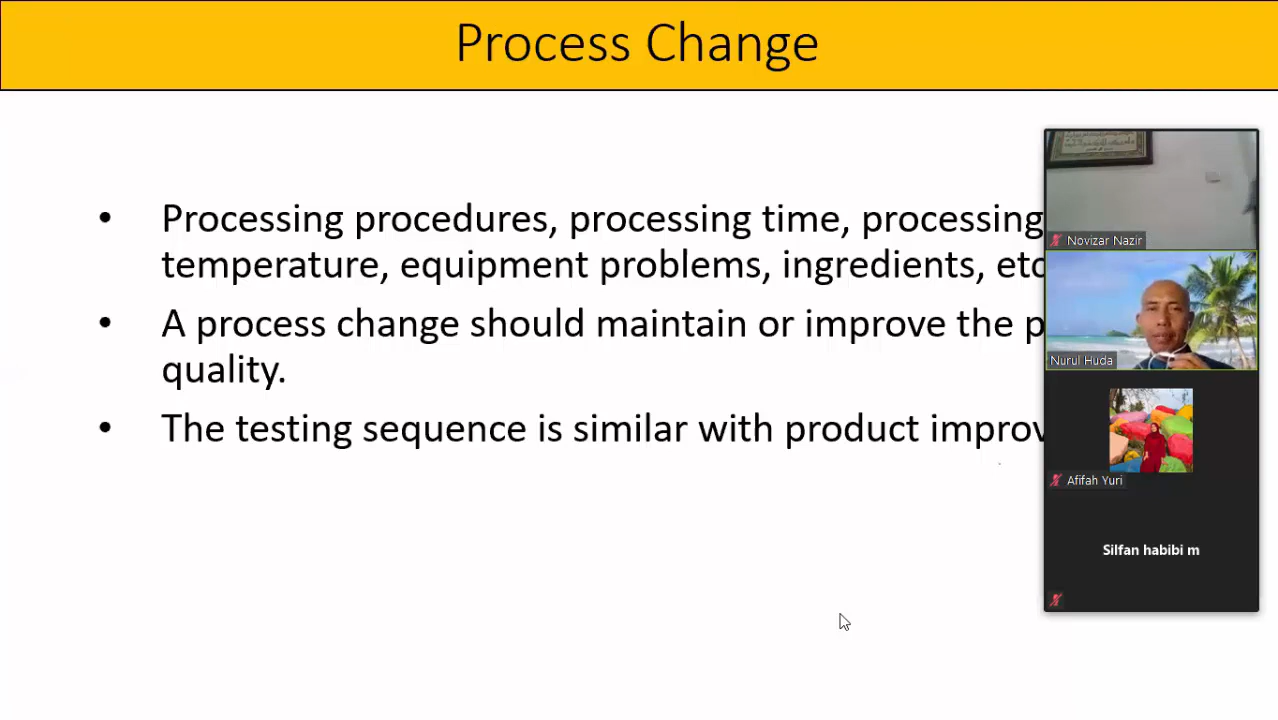 Process Change
• Processing procedures, processing time, processing
temperature, equipment problems, ingredients, etc
• A process change should maintain or improve the p
quality.
• The testing sequence is similar with product improv
Novizar Nazir
Nurul Huda
Afifah Yuri
Silfan habibi m